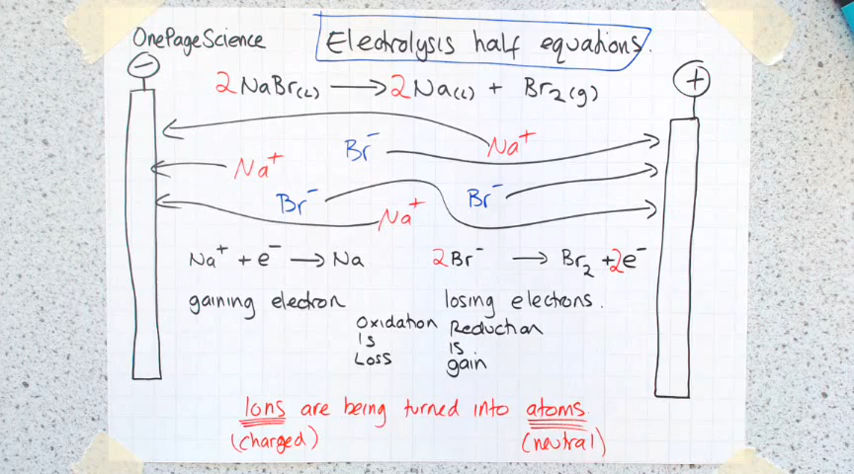 OnePageScience
Electrolysis half equations.
−
+
2NaBr(L) ⟶ 2Na(L) + Br₂(g)
Br⁻
Na⁺
Na⁺
Br⁻
Na⁺
Br⁻
Na⁺ + e⁻ ⟶ Na
2Br⁻ ⟶ Br₂ + 2e⁻
gaining electron
losing electrons.
Oxidation
Is
Loss
Reduction
is
gain
Ions are being turned into atoms.
(charged)
(neutral)